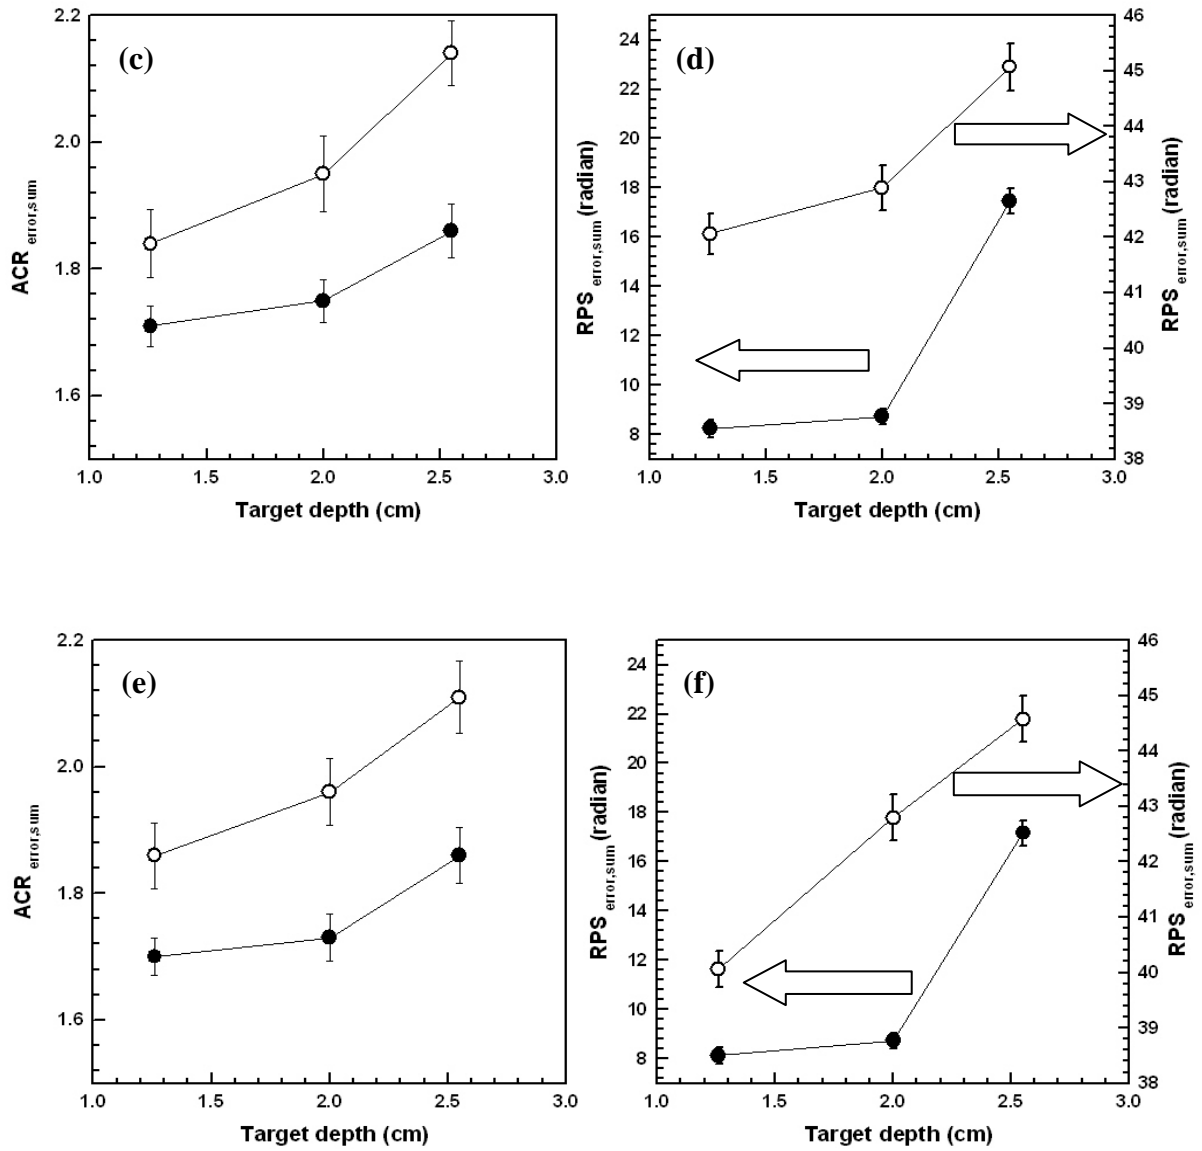 (c)
2.2
2.0
1.8
1.6
ACR error,sum
1.0 1.5 2.0 2.5 3.0
Target depth (cm)
(d)
24
22
20
18
16
14
12
10
8
RPS error,sum (radian)
46
45
44
43
42
41
40
39
38
RPS error,sum (radian)
1.0 1.5 2.0 2.5 3.0
Target depth (cm)
(e)
2.2
2.0
1.8
1.6
ACR error,sum
1.0 1.5 2.0 2.5 3.0
Target depth (cm)
(f)
24
22
20
18
16
14
12
10
8
RPS error,sum (radian)
46
45
44
43
42
41
40
39
38
RPS error,sum (radian)
1.0 1.5 2.0 2.5 3.0
Target depth (cm)